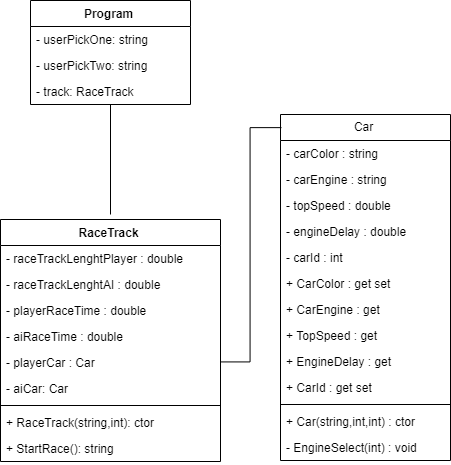 Program
- userPickOne: string
- userPickTwo: string
- track: RaceTrack
Car
- carColor : string
- carEngine : string
- topSpeed : double
- engineDelay : double
- carId : int
+ CarColor : get set
+ CarEngine : get
+ TopSpeed : get
+ EngineDelay : get
+ CarId : get set
+ Car(string,int,int) : ctor
- EngineSelect(int) : void
RaceTrack
- raceTrackLenghtPlayer : double
- raceTrackLenghtAI : double
- playerRaceTime : double
- aiRaceTime : double
- playerCar : Car
- aiCar: Car
+ RaceTrack(string,int): ctor
+ StartRace(): string